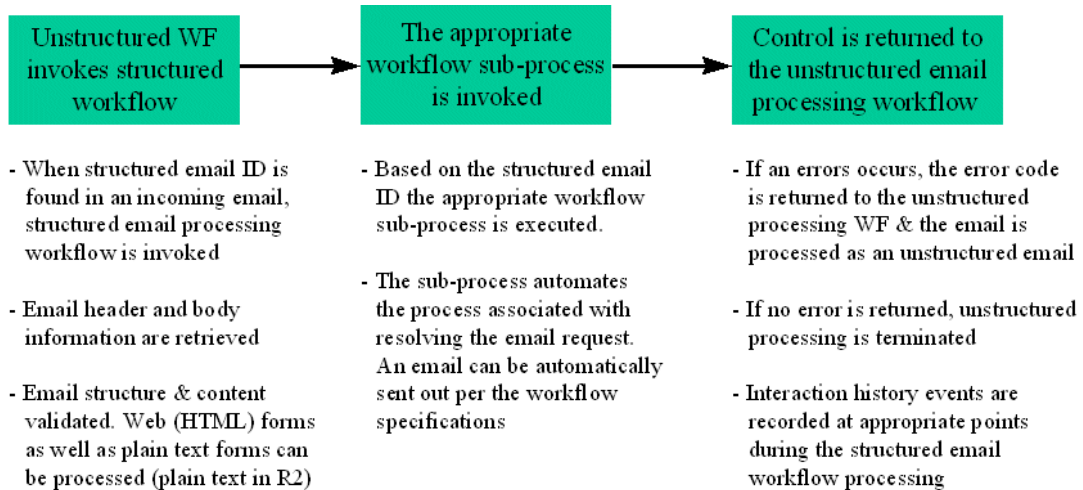 Unstructured WF
invokes structured
workflow
The appropriate
workflow sub-process
is invoked
Control is returned to
the unstructured email
processing workflow
- When structured email ID is
found in an incoming email,
structured email processing
workflow is invoked
- Email header and body
information are retrieved
- Email structure & content
validated. Web (HTML) forms
as well as plain text forms can
be processed (plain text in R2)
- Based on the structured email
ID the appropriate workflow
sub-process is executed.
- The sub-process automates
the process associated with
resolving the email request.
An email can be automatically
sent out per the workflow
specifications
- If an errors occurs, the error code
is returned to the unstructured
processing WF & the email is
processed as an unstructured email
- If no error is returned, unstructured
processing is terminated
- Interaction history events are
recorded at appropriate points
during the structured email
workflow processing